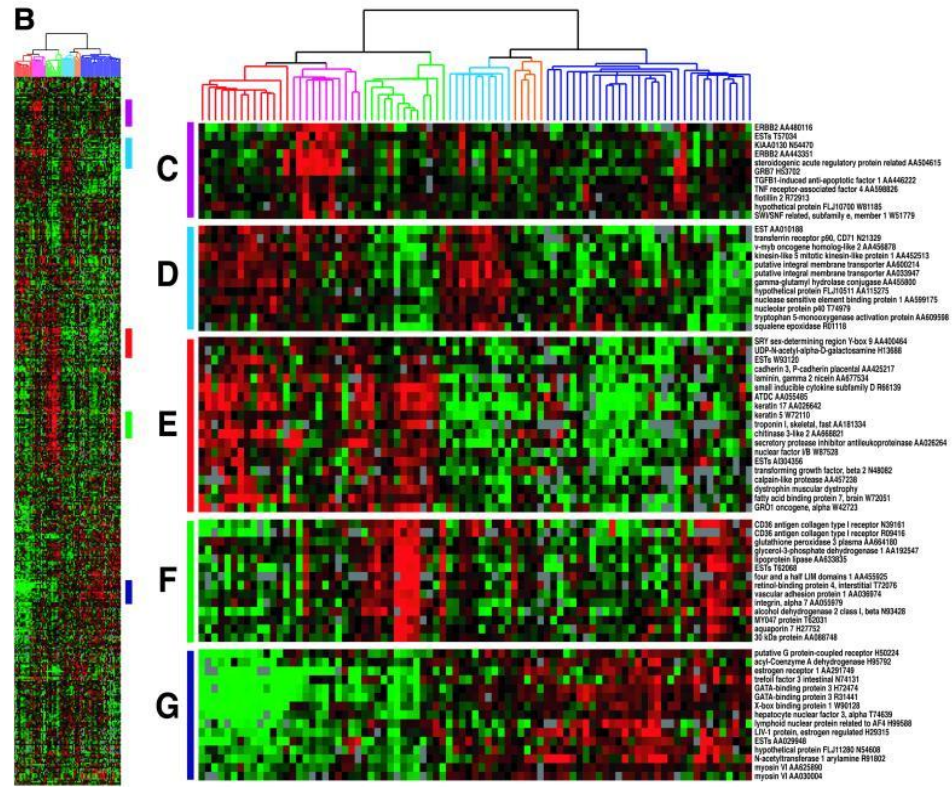 B
C
ERBB2 AA480116
ESTs T57034
KIAA0130 N54470
ERBB2 AA443351
steroidogenic acute regulatory protein related AA504615
GRB7 H53702
TGFB1-induced anti-apoptotic factor 1 AA446222
TNF receptor-associated factor 4 AA598826
flotillin 2 R72913
hypothetical protein FLJ10700 W81185
SWI/SNF related, subfamily e, member 1 W51779
D
EST AA010188
transferrin receptor p90, CD71 N21329
v-myb oncogene homolog-like 2 AA456878
kinesin-like 5 mitotic kinesin-like protein 1 AA452513
putative integral membrane transporter AA600214
putative integral membrane transporter AA033947
gamma-glutamyl hydrolase conjugase AA455800
hypothetical protein FLJ10511 AA115275
nuclease sensitive element binding protein 1 AA599175
nucleolar protein p40 T74979
tryptophan 5-monooxygenase activation protein AA609598
squalene epoxidase R01118
E
SRY sex-determining region Y-box 9 AA400464
UDP-N-acetyl-alpha-D-galactosamine H13688
ESTs W93120
cadherin 3, P-cadherin placental AA425217
laminin, gamma 2 nicein AA677534
small inducible cytokine subfamily D R66139
ATDC AA055485
keratin 17 AA026642
keratin 5 W72110
troponin I, skeletal, fast AA181334
chitinase 3-like 2 AA668821
secretory protease inhibitor antileukoproteinase AA026264
nuclear factor I/B W87528
ESTs AI304356
transforming growth factor, beta 2 N48082
calpain-like protease AA457238
dystrophin muscular dystrophy
fatty acid binding protein 7, brain W72051
GRO1 oncogene, alpha W42723
F
CD36 antigen collagen type I receptor N39161
CD36 antigen collagen type I receptor R09416
glutathione peroxidase 3 plasma AA664180
glycerol-3-phosphate dehydrogenase 1 AA192547
lipoprotein lipase AA633835
ESTs T62068
four and a half LIM domains 1 AA455925
retinol-binding protein 4, interstitial T72076
vascular adhesion protein 1 AA036974
integrin, alpha 7 AA055979
alcohol dehydrogenase 2 class I, beta N93428
MY047 protein T62031
aquaporin 7 H27752
30 kDa protein AA088748
G
putative G protein-coupled receptor H50224
acyl-Coenzyme A dehydrogenase H95792
estrogen receptor 1 AA291749
trefoil factor 3 intestinal N74131
GATA-binding protein 3 H72474
GATA-binding protein 3 R31441
X-box binding protein 1 W90128
hepatocyte nuclear factor 3, alpha T74639
lymphoid nuclear protein related to AF4 H99588
LIV-1 protein, estrogen regulated H29315
ESTs AA029948
hypothetical protein FLJ11280 N54608
N-acetyltransferase 1 arylamine R91802
myosin VI AA625890
myosin VI AA030004